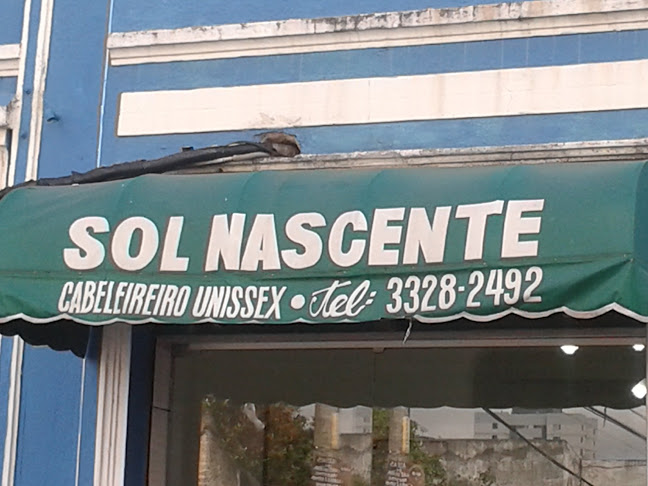 SOL NASCENTE
CABELEIREIRO UNISSEX • Tel: 3328-2492